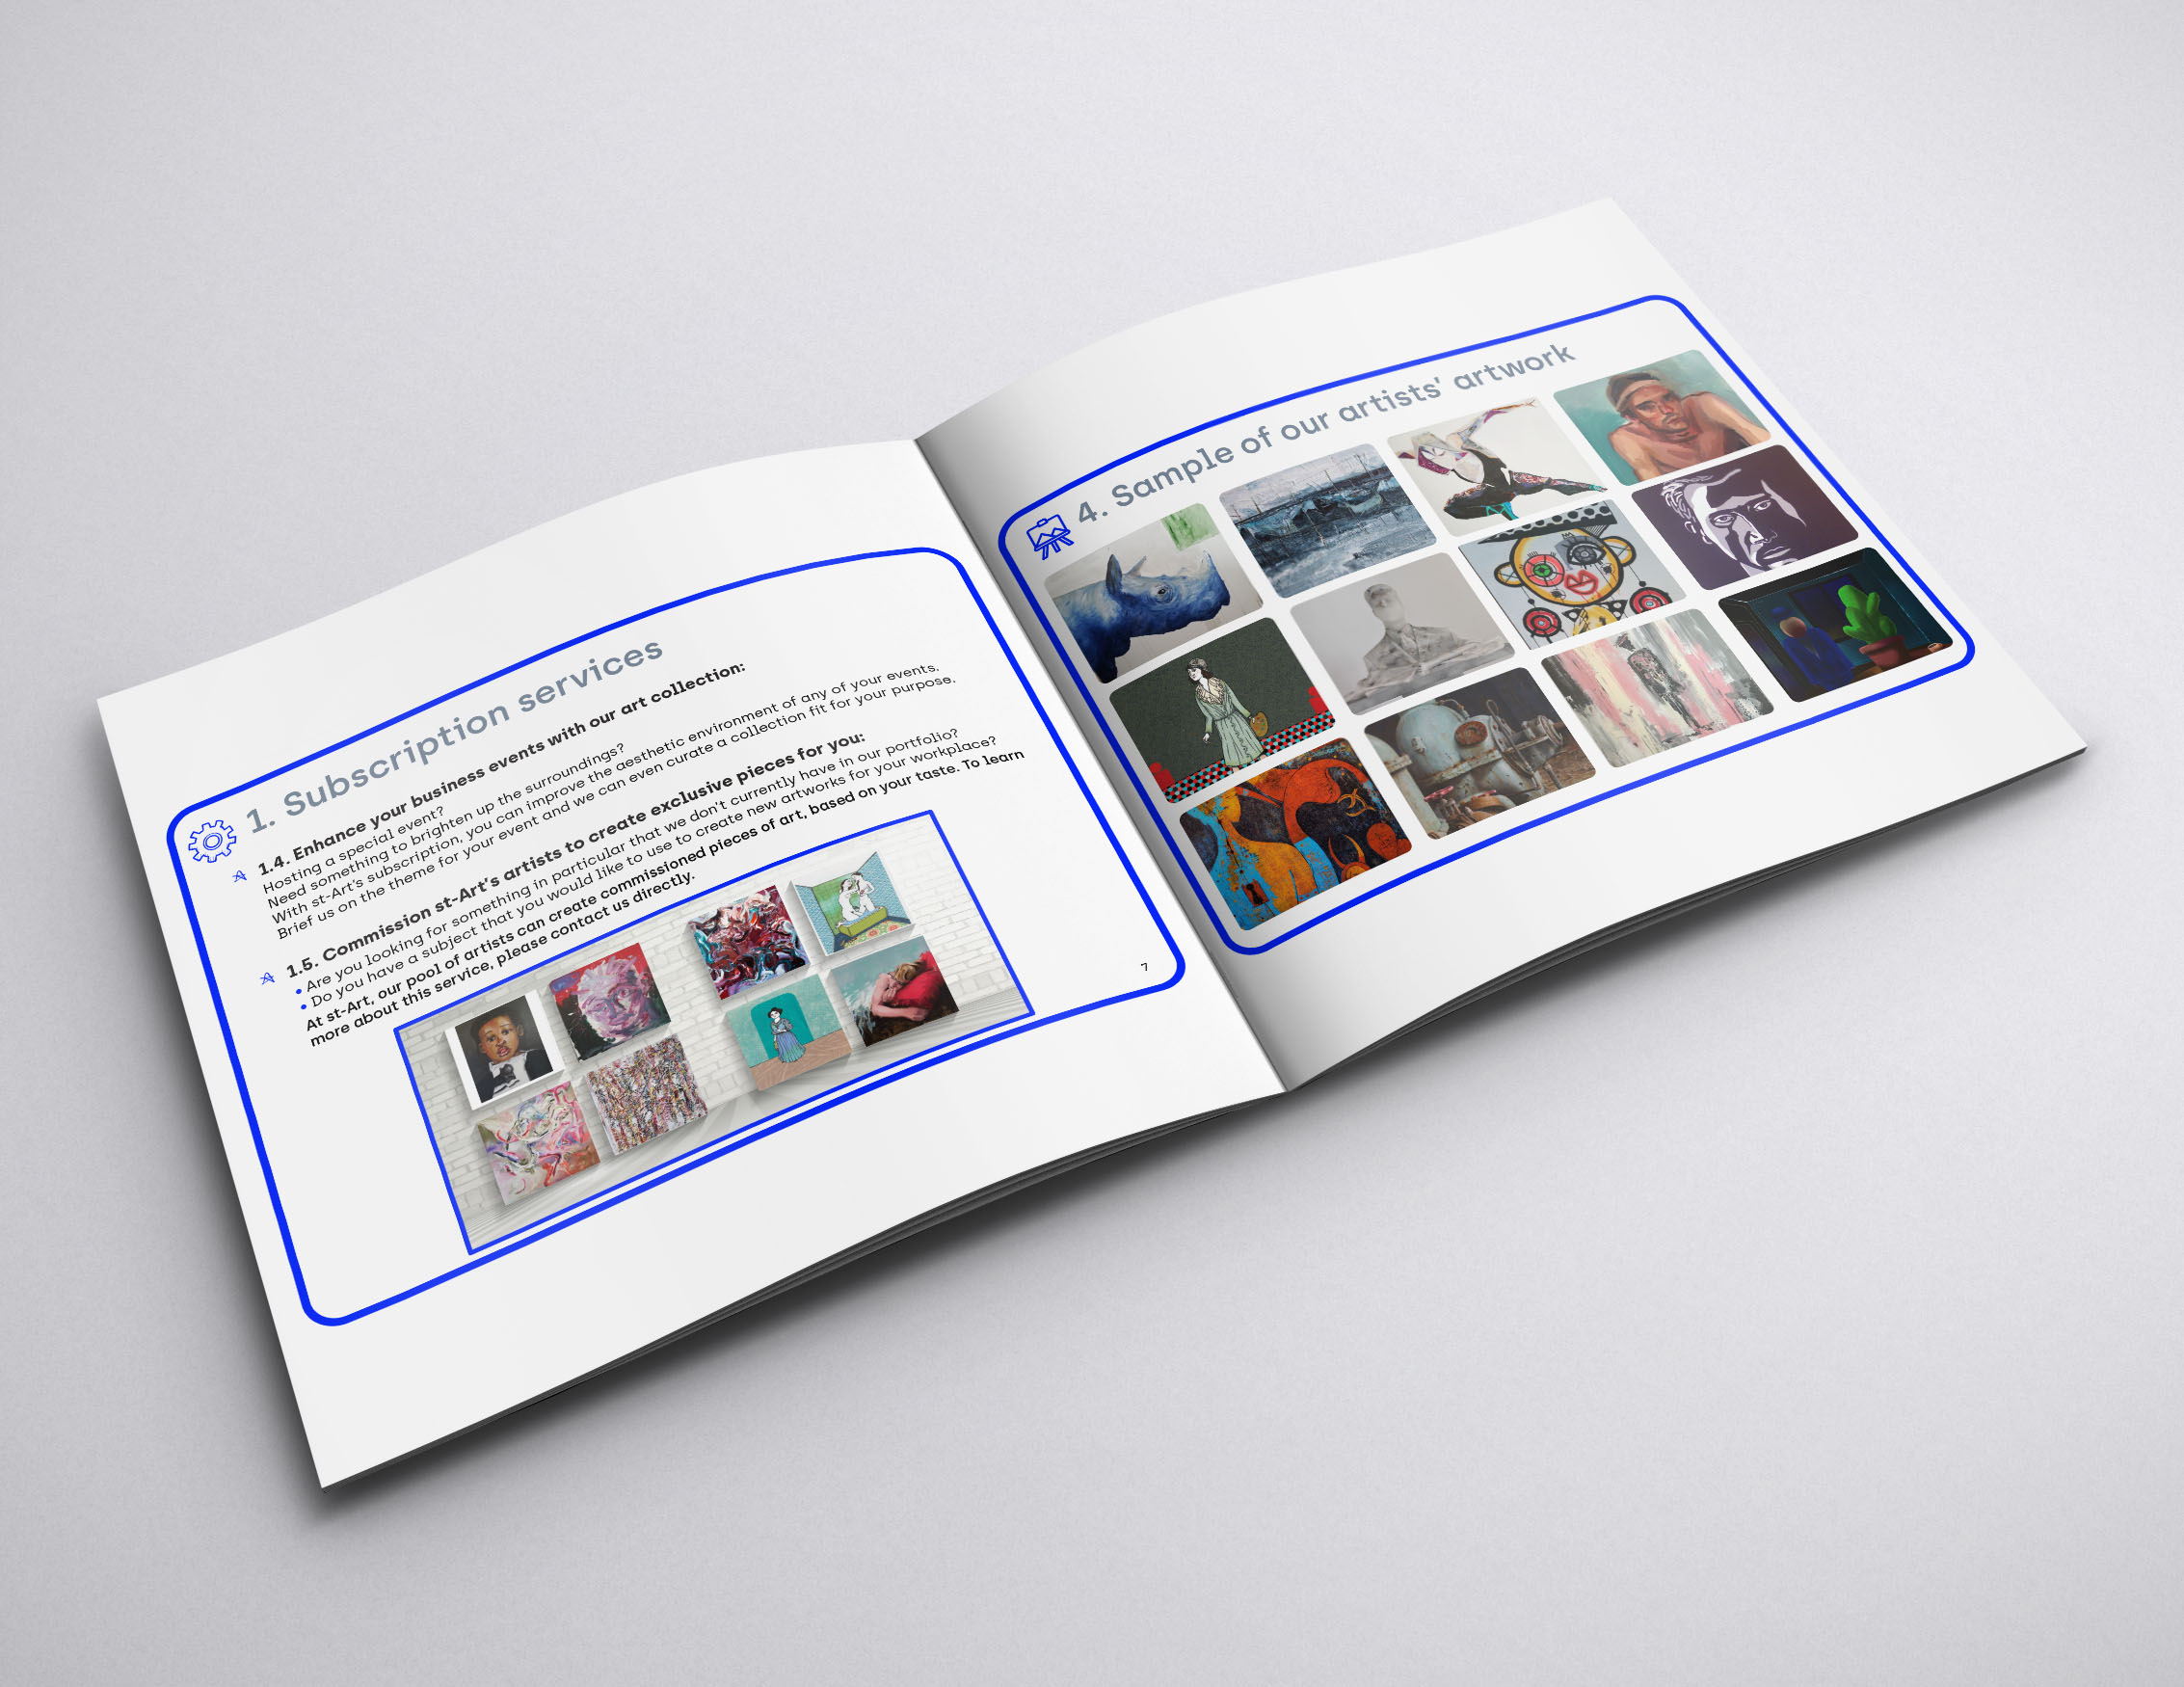 1. Subscription services
1.4. Enhance your business events with our art collection:
Hosting a special event?
Need something to brighten up the surroundings?
With st-Art's subscription, you can improve the aesthetic environment of any of your events.
Brief us on the theme for your event and we can even curate a collection fit for your purpose.
1.5. Commission st-Art's artists to create exclusive pieces for you:
• Are you looking for something in particular that we don't currently have in our portfolio?
• Do you have a subject that you would like to use to create new artworks for your workplace?
At st-Art, our pool of artists can create commissioned pieces of art, based on your taste. To learn
more about this service, please contact us directly.
7
4. Sample of our artists' artwork